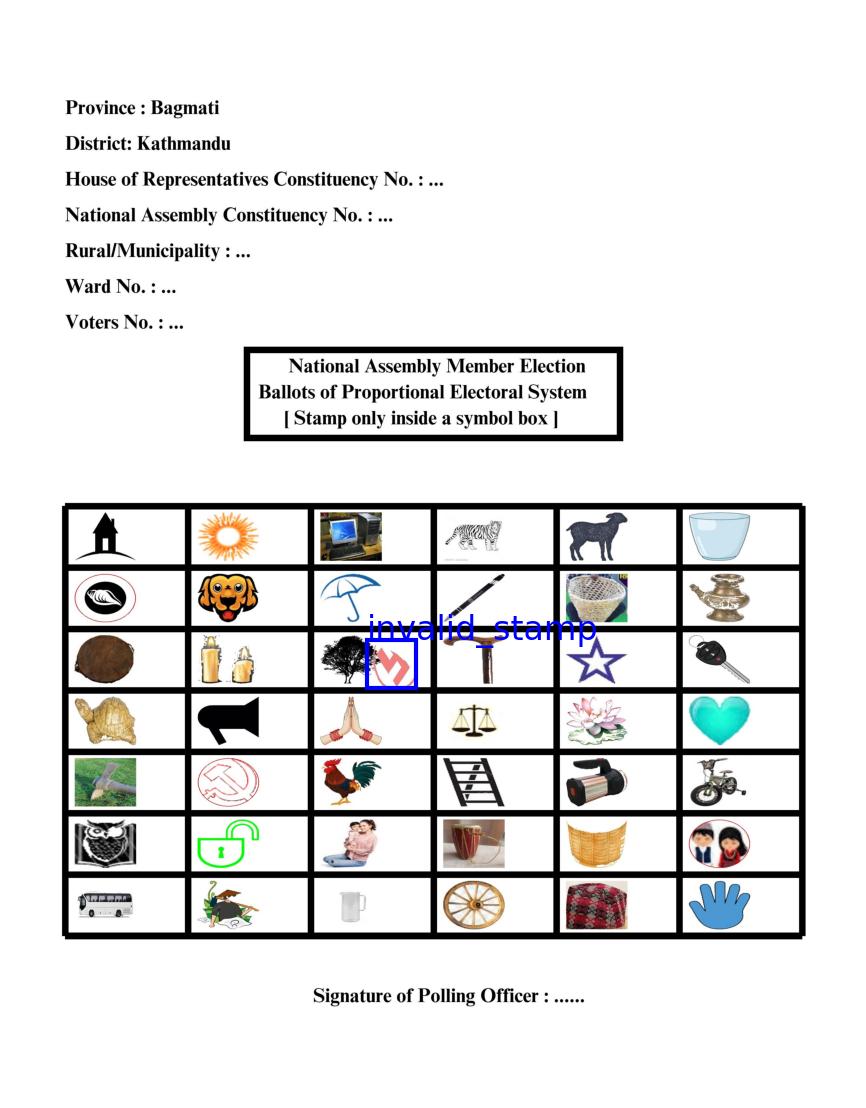 Province : Bagmati
District: Kathmandu
House of Representatives Constituency No. : ...
National Assembly Constituency No. : ...
Rural/Municipality : ...
Ward No. : ...
Voters No. : ...
National Assembly Member Election
Ballots of Proportional Electoral System
[ Stamp only inside a symbol box ]
invalid_stamp
Signature of Polling Officer : ......